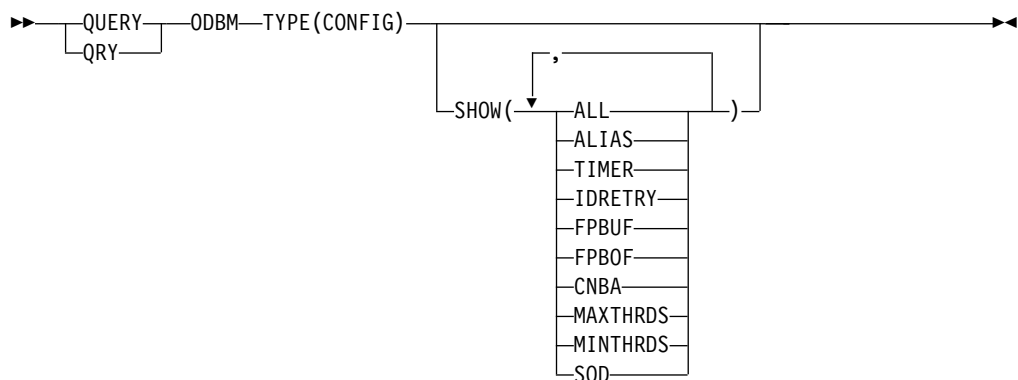 QUERY ODBM TYPE(CONFIG)
QRY
,
SHOW( ALL )
ALIAS
TIMER
IDRETRY
FPBUF
FPBOF
CNBA
MAXTHRDS
MINTHRDS
SOD